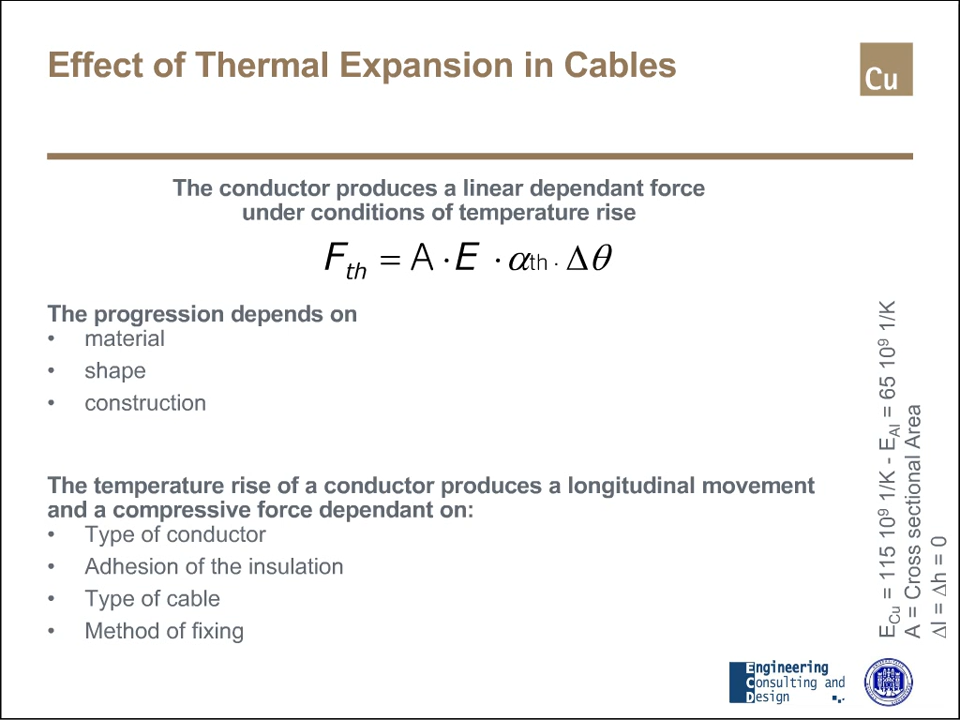 Effect of Thermal Expansion in Cables
Cu
The conductor produces a linear dependant force
under conditions of temperature rise
Fₜₕ = A · E · αth · Δθ
The progression depends on
• material
• shape
• construction
The temperature rise of a conductor produces a longitudinal movement
and a compressive force dependant on:
• Type of conductor
• Adhesion of the insulation
• Type of cable
• Method of fixing
E_Cu = 115 10⁹ 1/K - E_Al = 65 10⁹ 1/K
A = Cross sectional Area
Δl = Δh = 0
Engineering
Consulting and
Design